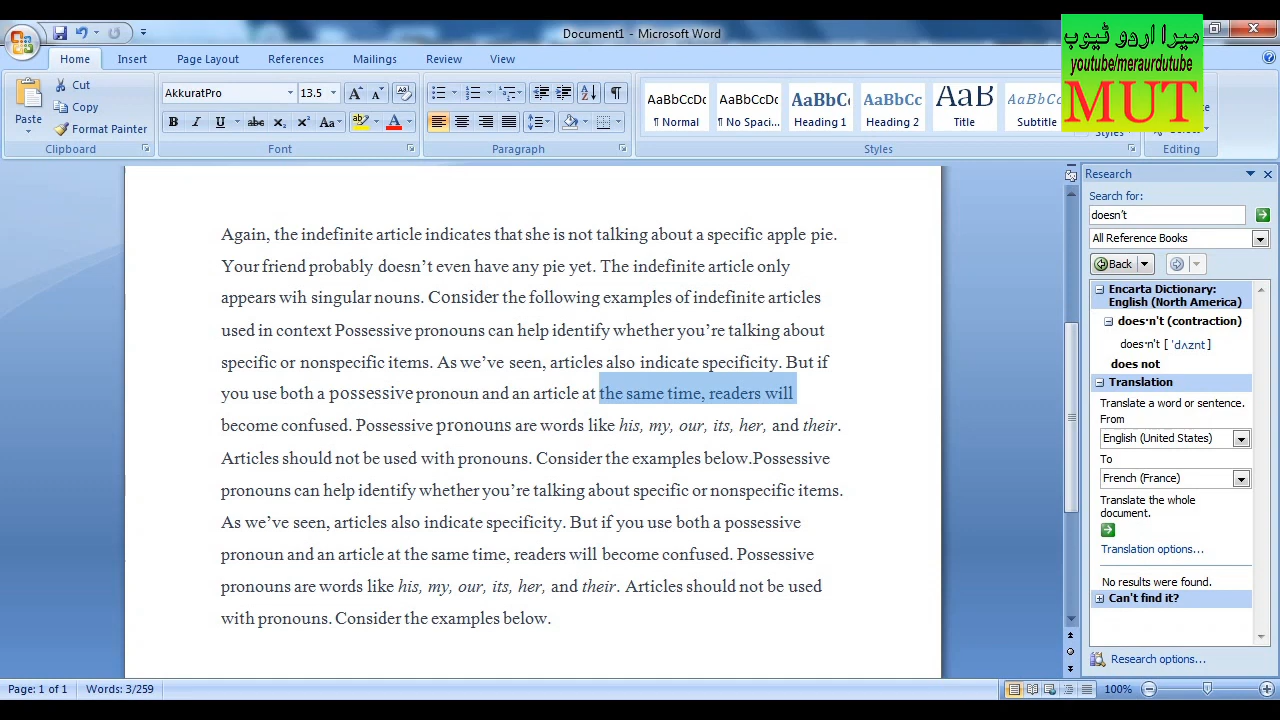 Document1 - Microsoft Word
Home Insert Page Layout References Mailings Review View
میرا اردو ٹیوب
youtube/meraurdutube
MUT
Paste
Cut
Copy
Format Painter
Clipboard
AkkuratPro 13.5
Font
Paragraph
AaBbCcDc AaBbCcDc AaBbCc AaBbCc AaB AaBbCc
¶ Normal ¶ No Spaci... Heading 1 Heading 2 Title Subtitle
Styles
Styles
Editing
Again, the indefinite article indicates that she is not talking about a specific apple pie.
Your friend probably doesn’t even have any pie yet. The indefinite article only
appears wih singular nouns. Consider the following examples of indefinite articles
used in context Possessive pronouns can help identify whether you’re talking about
specific or nonspecific items. As we’ve seen, articles also indicate specificity. But if
you use both a possessive pronoun and an article at the same time, readers will
become confused. Possessive pronouns are words like his, my, our, its, her, and their.
Articles should not be used with pronouns. Consider the examples below.Possessive
pronouns can help identify whether you’re talking about specific or nonspecific items.
As we’ve seen, articles also indicate specificity. But if you use both a possessive
pronoun and an article at the same time, readers will become confused. Possessive
pronouns are words like his, my, our, its, her, and their. Articles should not be used
with pronouns. Consider the examples below.
Research
Search for:
doesn't
All Reference Books
Back
Encarta Dictionary:
English (North America)
does·n't (contraction)
does·n't [ 'dʌznt ]
does not
Translation
Translate a word or sentence.
From
English (United States)
To
French (France)
Translate the whole
document.
Translation options...
No results were found.
Can't find it?
Research options...
Page: 1 of 1 Words: 3/259 100%